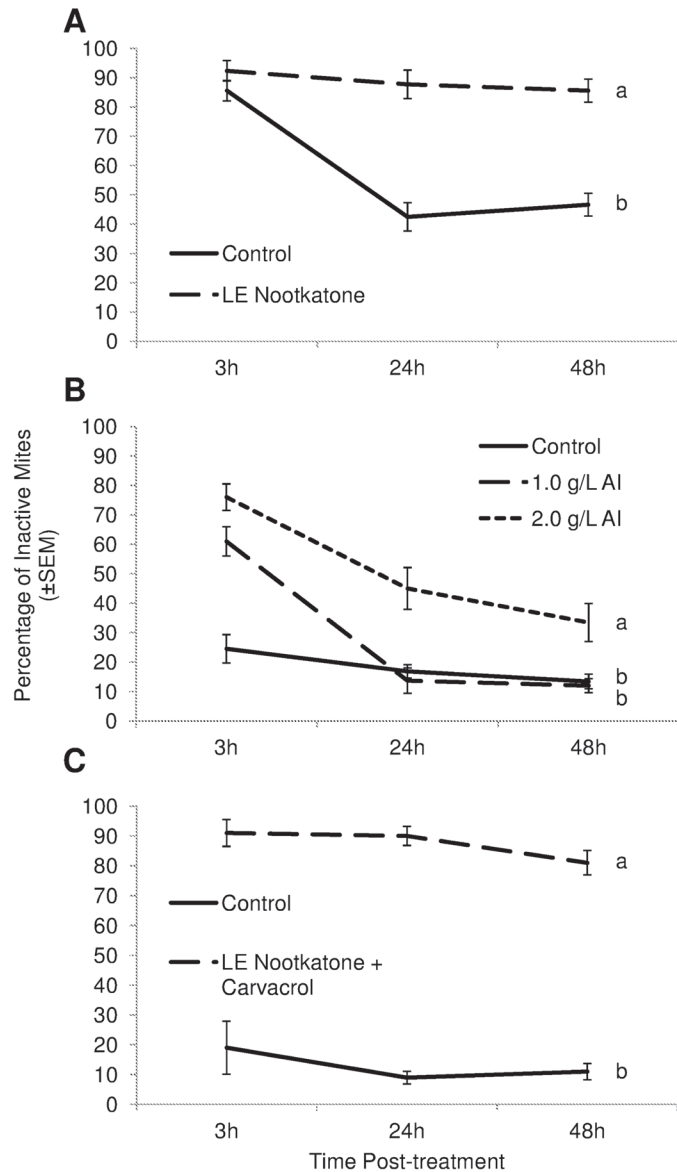 A
100
90
80
70
60
50
40
30
20
10
0
a
b
Control
LE Nootkatone
3h 24h 48h
B
Percentage of Inactive Mites
(±SEM)
100
90
80
70
60
50
40
30
20
10
0
Control
1.0 g/L AI
2.0 g/L AI
a
b
b
3h 24h 48h
C
100
90
80
70
60
50
40
30
20
10
0
a
Control
LE Nootkatone +
Carvacrol
b
3h 24h 48h
Time Post-treatment